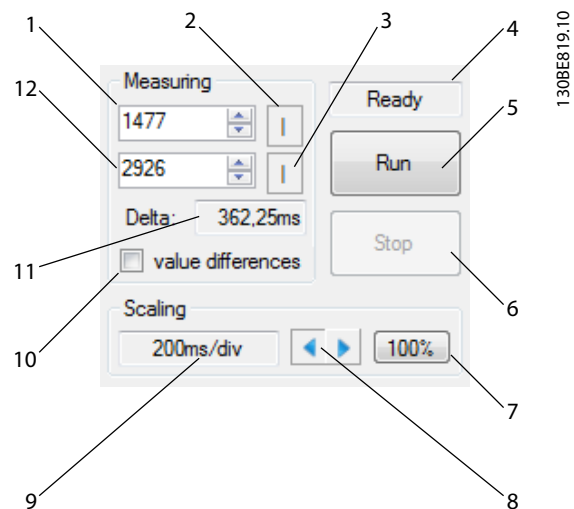 1
2
3
4
130BE819.10
Measuring
Ready
12
1477
5
2926
Run
Delta:
362,25ms
Stop
11
value differences
6
Scaling
10
200ms/div
100%
7
9
8